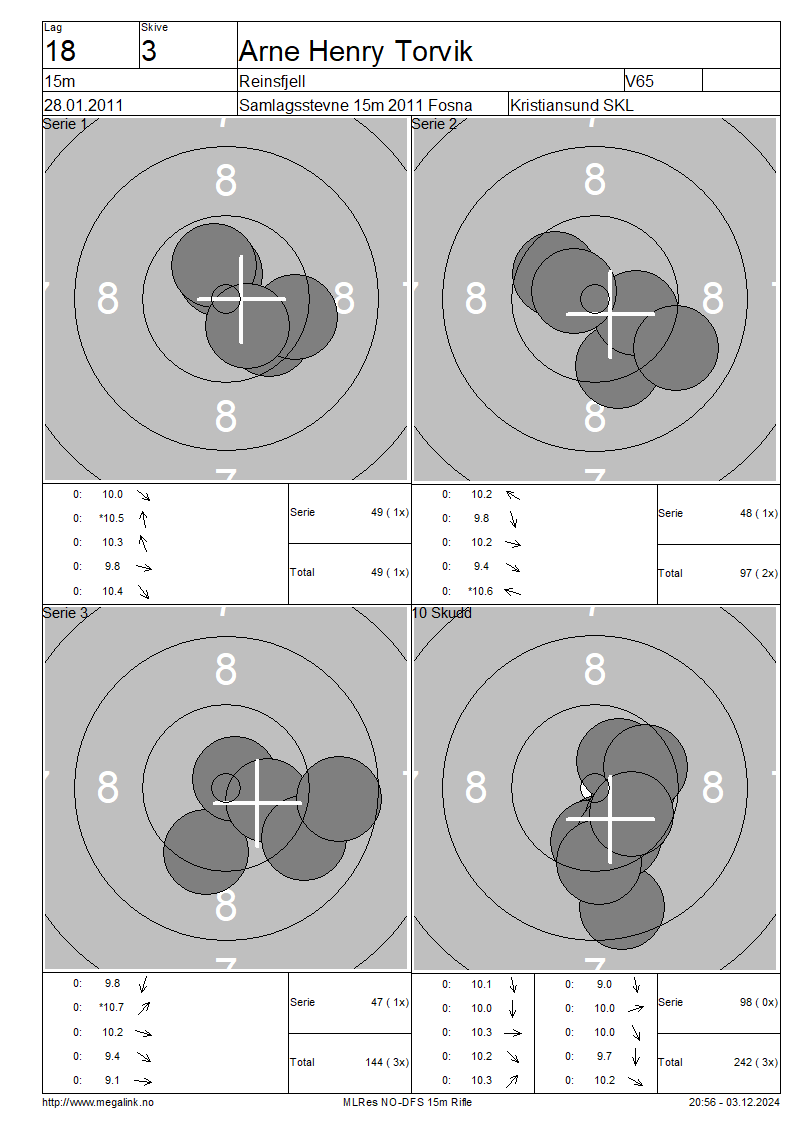 Lag
Skive
18
3
Arne Henry Torvik
15m
Reinsfjell
V65
28.01.2011
Samlagsstevne 15m 2011 Fosna
Kristiansund SKL
Serie 1
7
8
7
8
8
8
7
Serie 2
7
8
7
8
8
7
8
7
0: 10.0
0: *10.5
0: 10.3
0: 9.8
0: 10.4
Serie 49 ( 1x)
Total 49 ( 1x)
0: 10.2
0: 9.8
0: 10.2
0: 9.4
0: *10.6
Serie 48 ( 1x)
Total 97 ( 2x)
Serie 3
7
8
7
8
8
8
7
10 Skudd
7
8
7
8
8
7
7
0: 9.8
0: *10.7
0: 10.2
0: 9.4
0: 9.1
Serie 47 ( 1x)
Total 144 ( 3x)
0: 10.1
0: 10.0
0: 10.3
0: 10.2
0: 10.3
0: 9.0
0: 10.0
0: 10.0
0: 9.7
0: 10.2
Serie 98 ( 0x)
Total 242 ( 3x)
http://www.megalink.no
MLRes NO-DFS 15m Rifle
20:56 - 03.12.2024